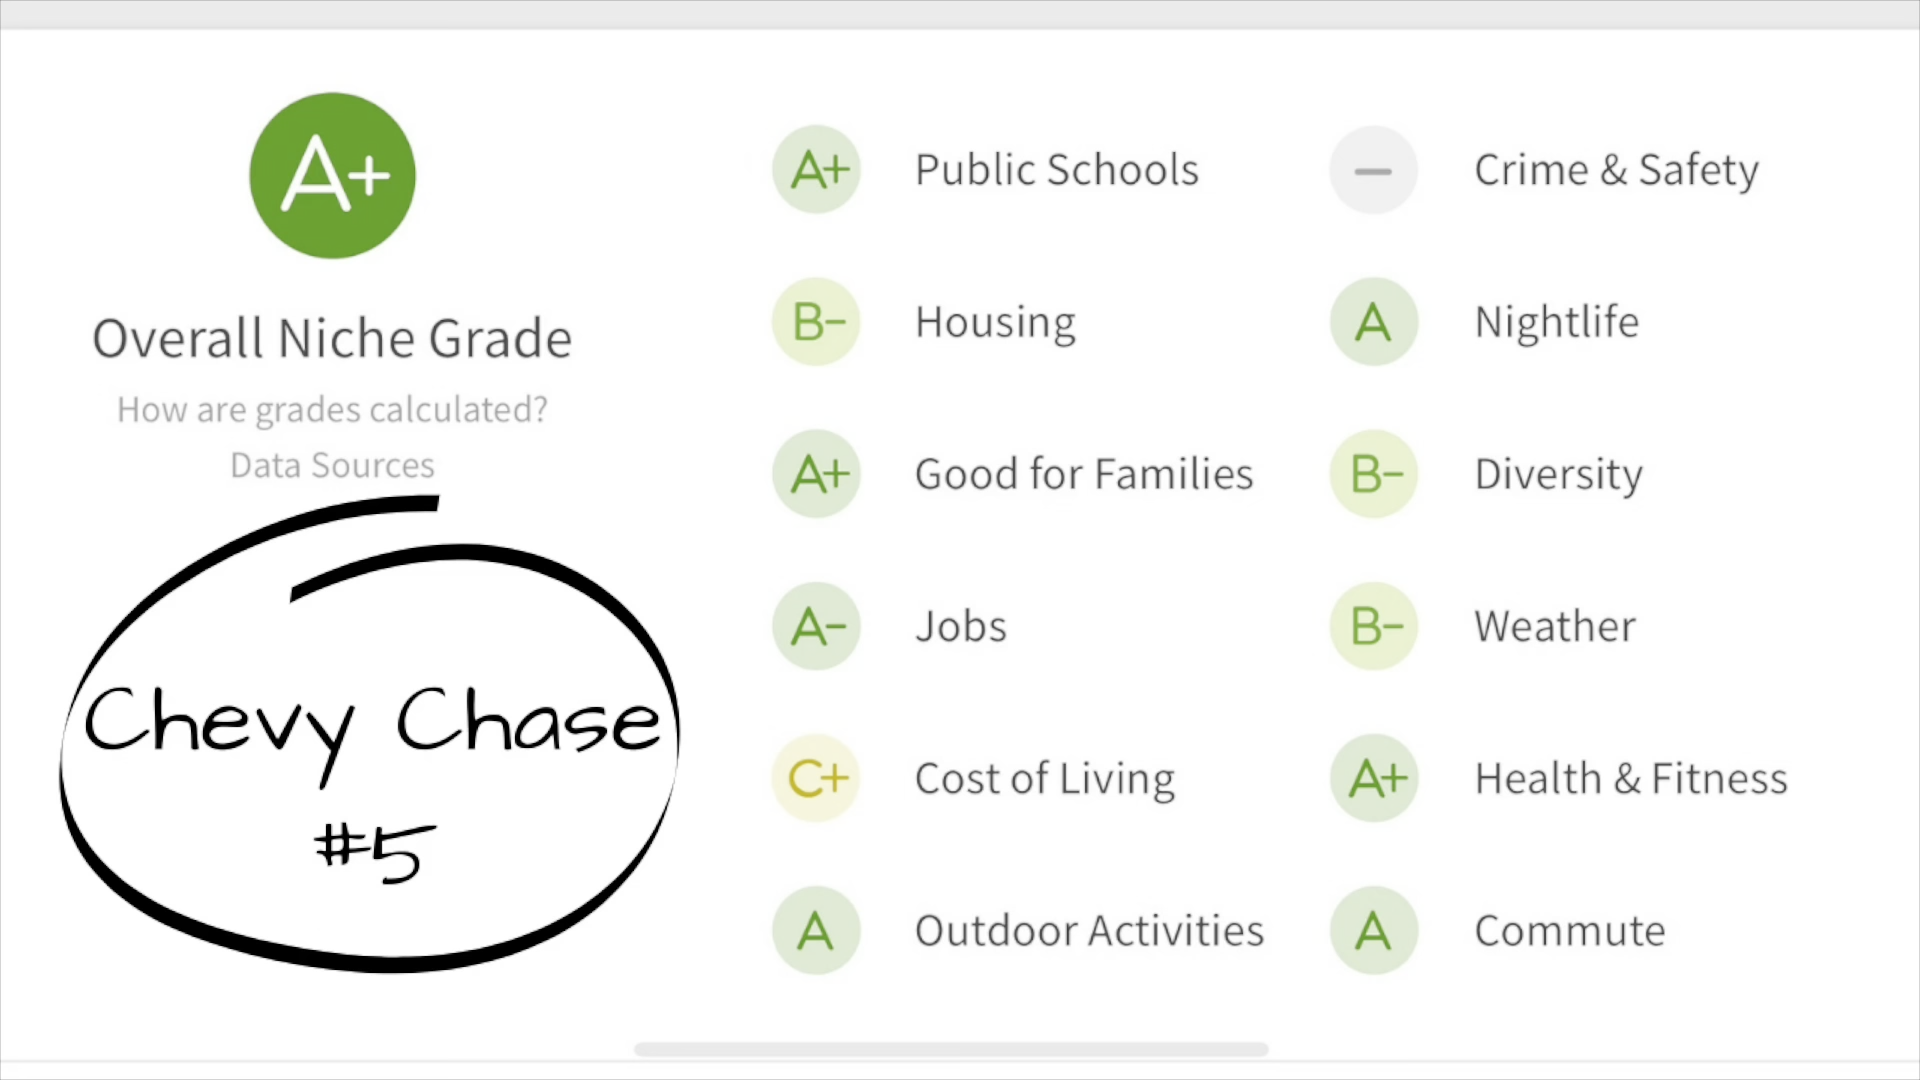 A+
Overall Niche Grade
How are grades calculated?
Data Sources
Chevy Chase
#5
A+ Public Schools
B- Housing
A+ Good for Families
A- Jobs
C+ Cost of Living
A Outdoor Activities
– Crime & Safety
A Nightlife
B- Diversity
B- Weather
A+ Health & Fitness
A Commute